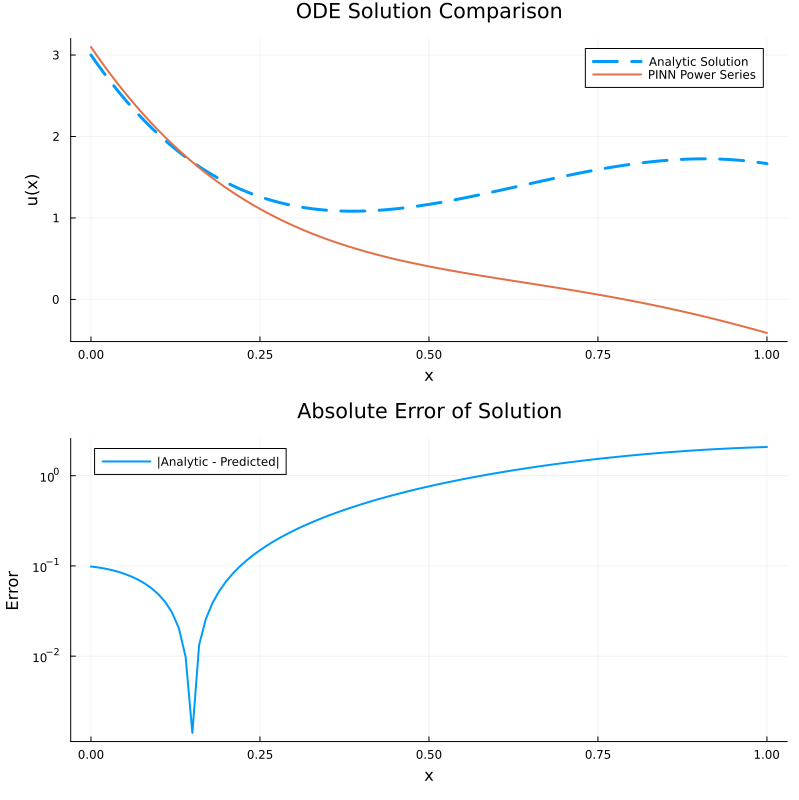 ODE Solution Comparison
3
2
1
0
u(x)
Analytic Solution
PINN Power Series
0.00 0.25 0.50 0.75 1.00
x
Absolute Error of Solution
|Analytic - Predicted|
10⁰
10⁻¹
10⁻²
Error
0.00 0.25 0.50 0.75 1.00
x